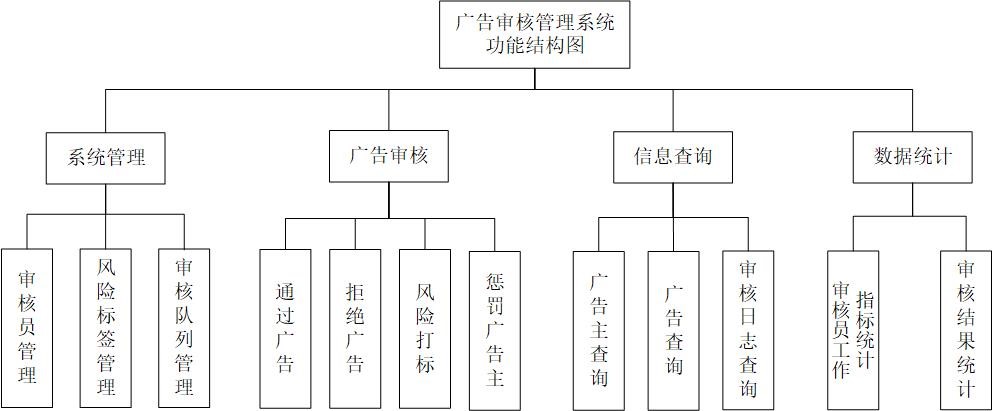 广告审核管理系统
功能结构图
系统管理
广告审核
信息查询
数据统计
审核员管理
风险标签管理
审核队列管理
通过广告
拒绝广告
风险打标
惩罚广告主
广告主查询
广告查询
审核日志查询
审核员工作
指标统计
审核结果统计